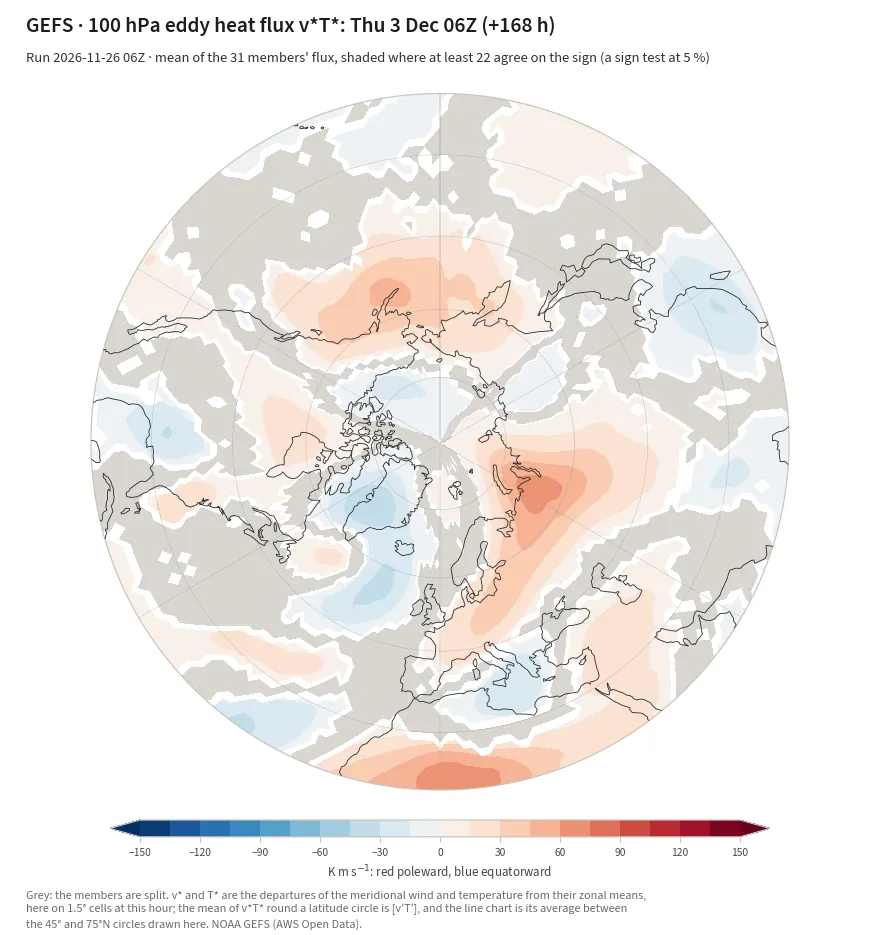 GEFS · 100 hPa eddy heat flux v*T*: Thu 3 Dec 06Z (+168 h)
Run 2026-11-26 06Z · mean of the 31 members' flux, shaded where at least 22 agree on the sign (a sign test at 5 %)
−150 −120 −90 −60 −30 0 30 60 90 120 150
K m s⁻¹: red poleward, blue equatorward
Grey: the members are split. v* and T* are the departures of the meridional wind and temperature from their zonal means,
here on 1.5° cells at this hour; the mean of v*T* round a latitude circle is [v'T'], and the line chart is its average between
the 45° and 75°N circles drawn here. NOAA GEFS (AWS Open Data).